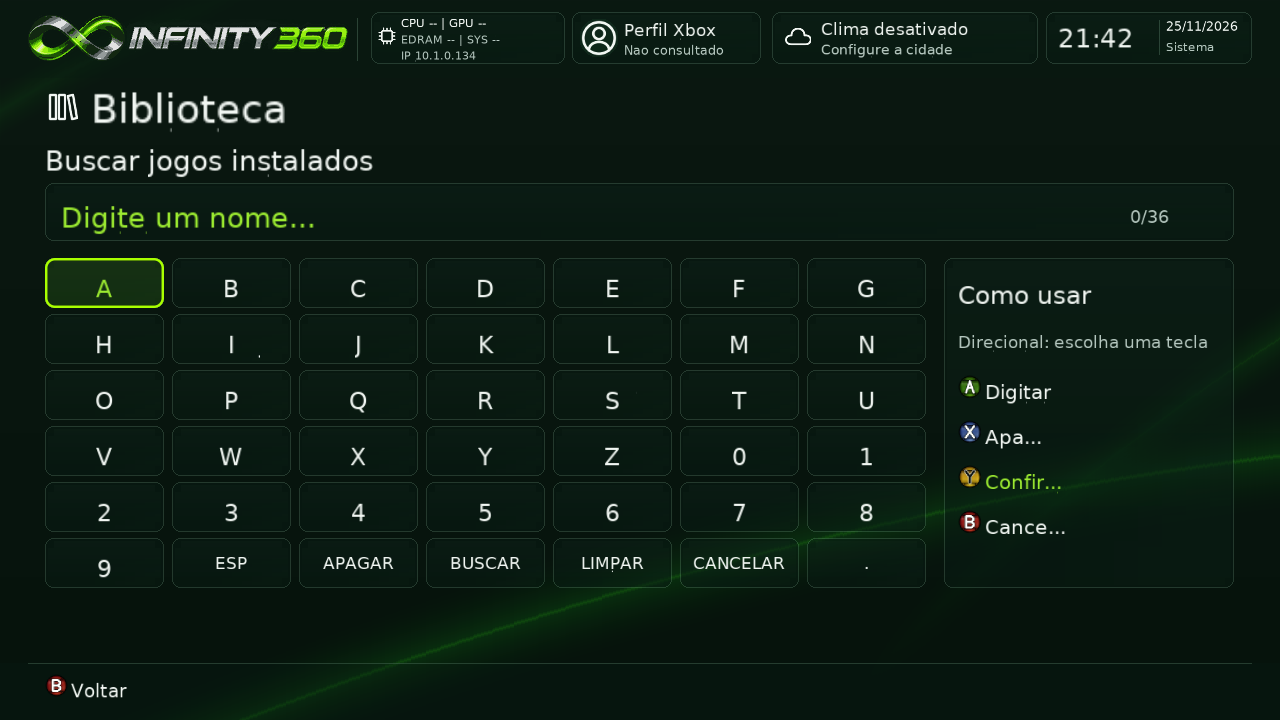 INFINITY 360
CPU -- | GPU --
EDRAM -- | SYS --
IP 10.1.0.134
Perfil Xbox
Nao consultado
Clima desativado
Configure a cidade
21:42
25/11/2026
Sistema
Biblioteca
Buscar jogos instalados
Digite um nome...
0/36
A B C D E F G
H I J K L M N
O P Q R S T U
V W X Y Z 0 1
2 3 4 5 6 7 8
9 ESP APAGAR BUSCAR LIMPAR CANCELAR .
Como usar
Direcional: escolha uma tecla
A Digitar
X Apa...
Y Confir...
B Cance...
B Voltar